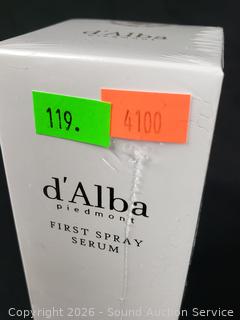 d'Alba
119.
4100
d'Alba
piedmont
FIRST SPRAY
SERUM
Copyright 2026 - Sound Auction Service